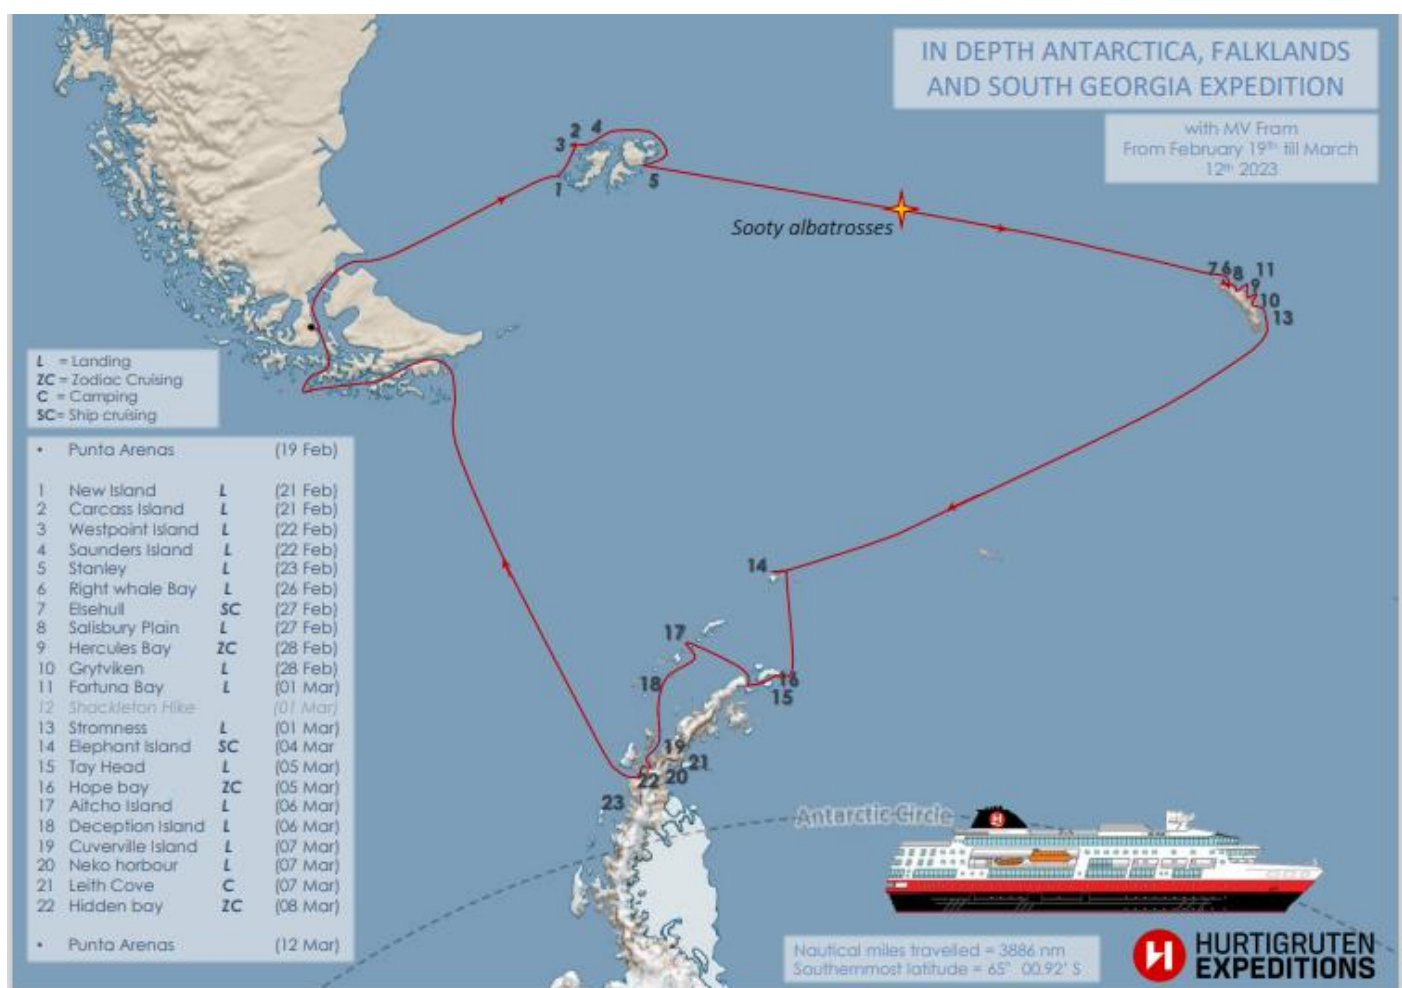 IN DEPTH ANTARCTICA, FALKLANDS
AND SOUTH GEORGIA EXPEDITION
with MV Fram
From February 19th till March
12th 2023
2 4
3
1
5
Sooty albatrosses
7 6 8 11
9
10
13
L = Landing
ZC = Zodiac Cruising
C = Camping
SC= Ship cruising
• Punta Arenas (19 Feb)
1 New Island L (21 Feb)
2 Carcass Island L (21 Feb)
3 Westpoint Island L (22 Feb)
4 Saunders Island L (22 Feb)
5 Stanley L (23 Feb)
6 Right whale Bay L (26 Feb)
7 Elsehull SC (27 Feb)
8 Salisbury Plain L (27 Feb)
9 Hercules Bay ZC (28 Feb)
10 Grytviken L (28 Feb)
11 Fortuna Bay L (01 Mar)
12 Shackleton Hike (01 Mar)
13 Stromness L (01 Mar)
14 Elephant Island SC (04 Mar
15 Tay Head L (05 Mar)
16 Hope bay ZC (05 Mar)
17 Aitcho Island L (06 Mar)
18 Deception Island L (06 Mar)
19 Cuverville Island L (07 Mar)
20 Neko harbour L (07 Mar)
21 Leith Cove C (07 Mar)
22 Hidden bay ZC (08 Mar)
• Punta Arenas (12 Mar)
14
17
18
16
15
19
21
22 20
23
Antarctic Circle
Nautical miles travelled = 3886 nm
Southernmost latitude = 65° 00.92' S
HURTIGRUTEN
EXPEDITIONS